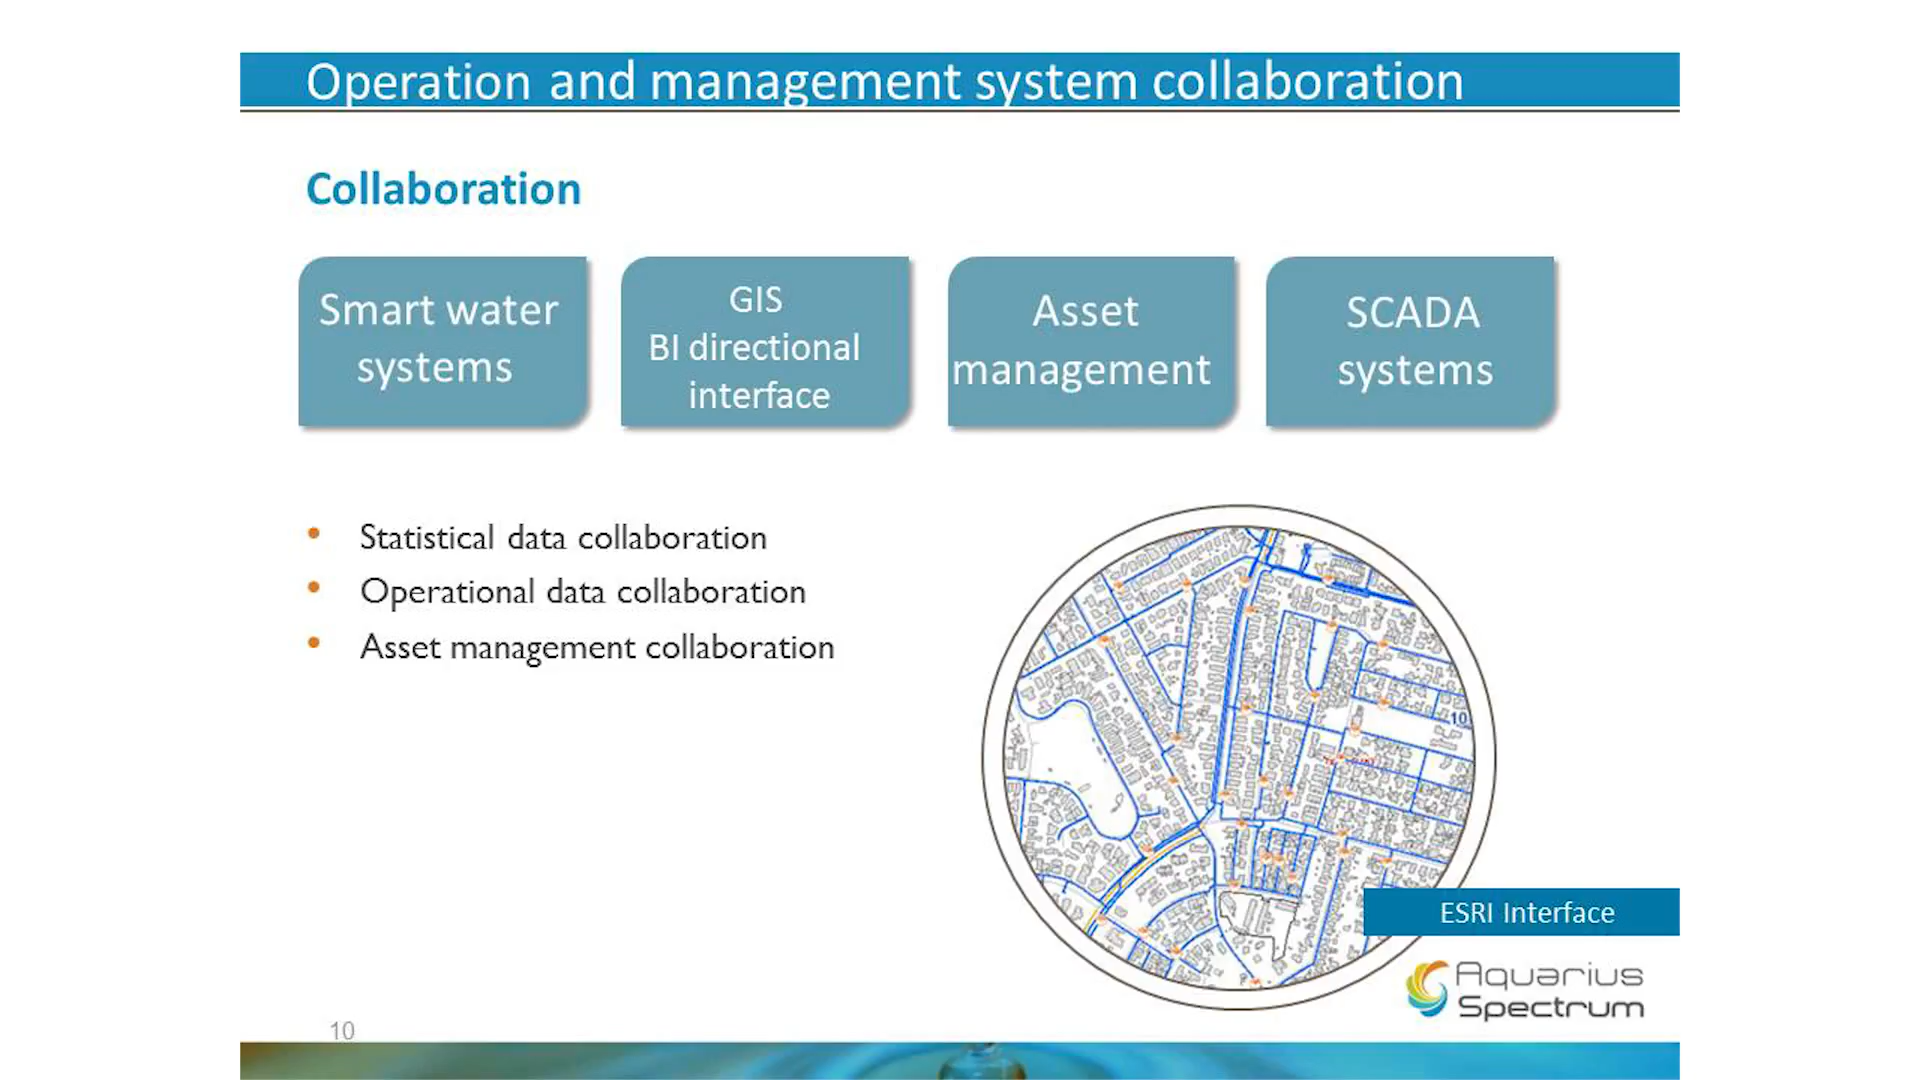 Operation and management system collaboration
Collaboration
Smart water
systems
GIS
BI directional
interface
Asset
management
SCADA
systems
• Statistical data collaboration
• Operational data collaboration
• Asset management collaboration
10
ESRI Interface
Aquarius
Spectrum
10